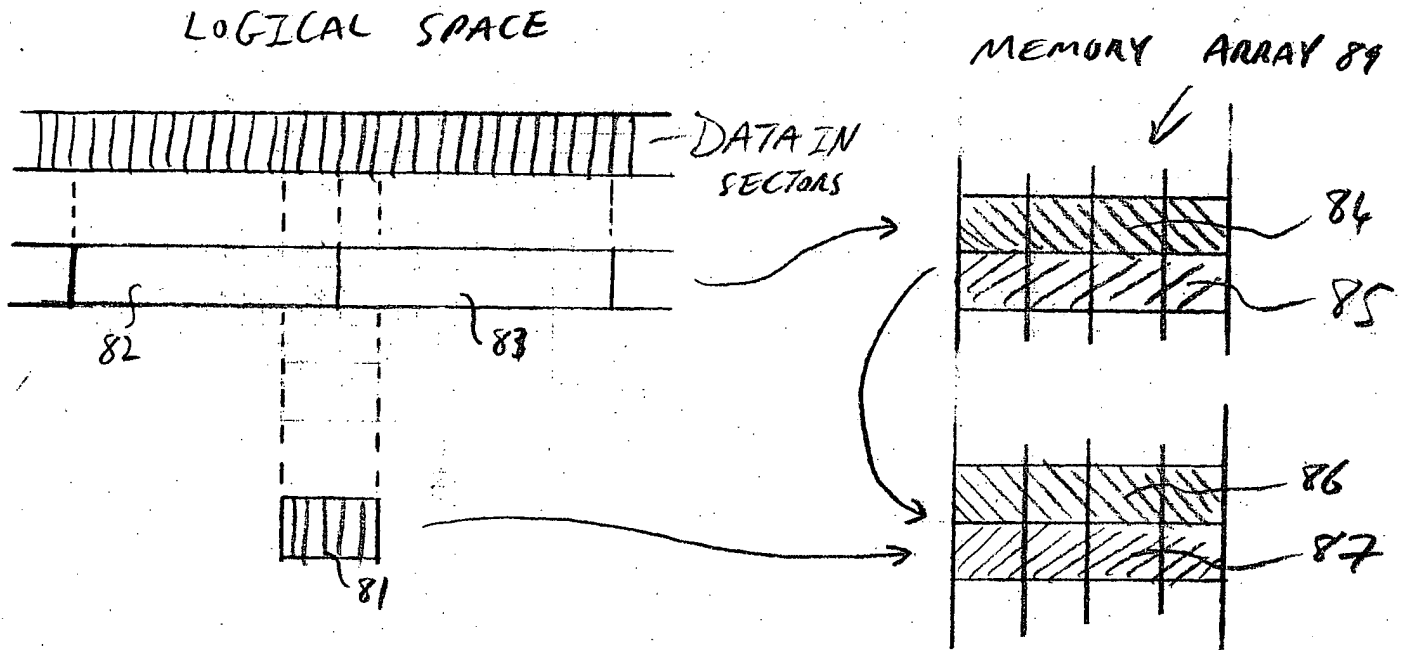 LOGICAL SPACE
MEMORY ARRAY 89
DATA IN
SECTORS
84
85
82
83
86
87
81